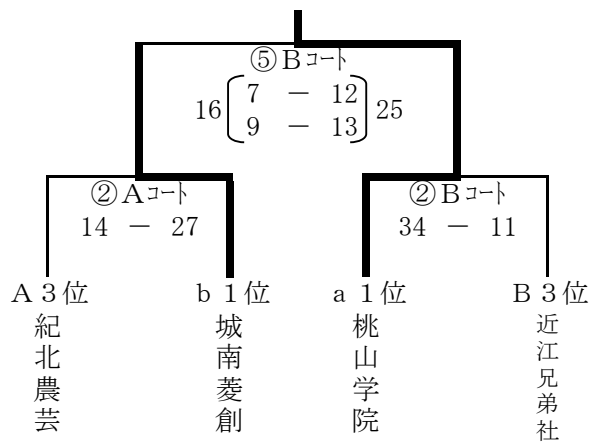 ⑤Bコート
16 7 － 12 25
9 － 13
②Aコート ②Bコート
14 － 27 34 － 11
A3位 b1位 a1位 B3位
紀北農芸 城南菱創 桃山学院 近江兄弟社